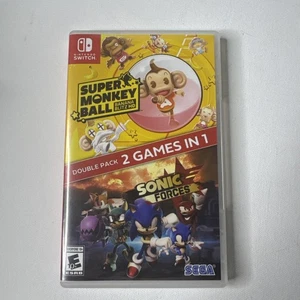 NINTENDO
SWITCH
SUPER
MONKEY
BALL
BANANA
BLITZ HD
DOUBLE PACK 2 GAMES IN 1
SONIC
FORCES
E
SEGA